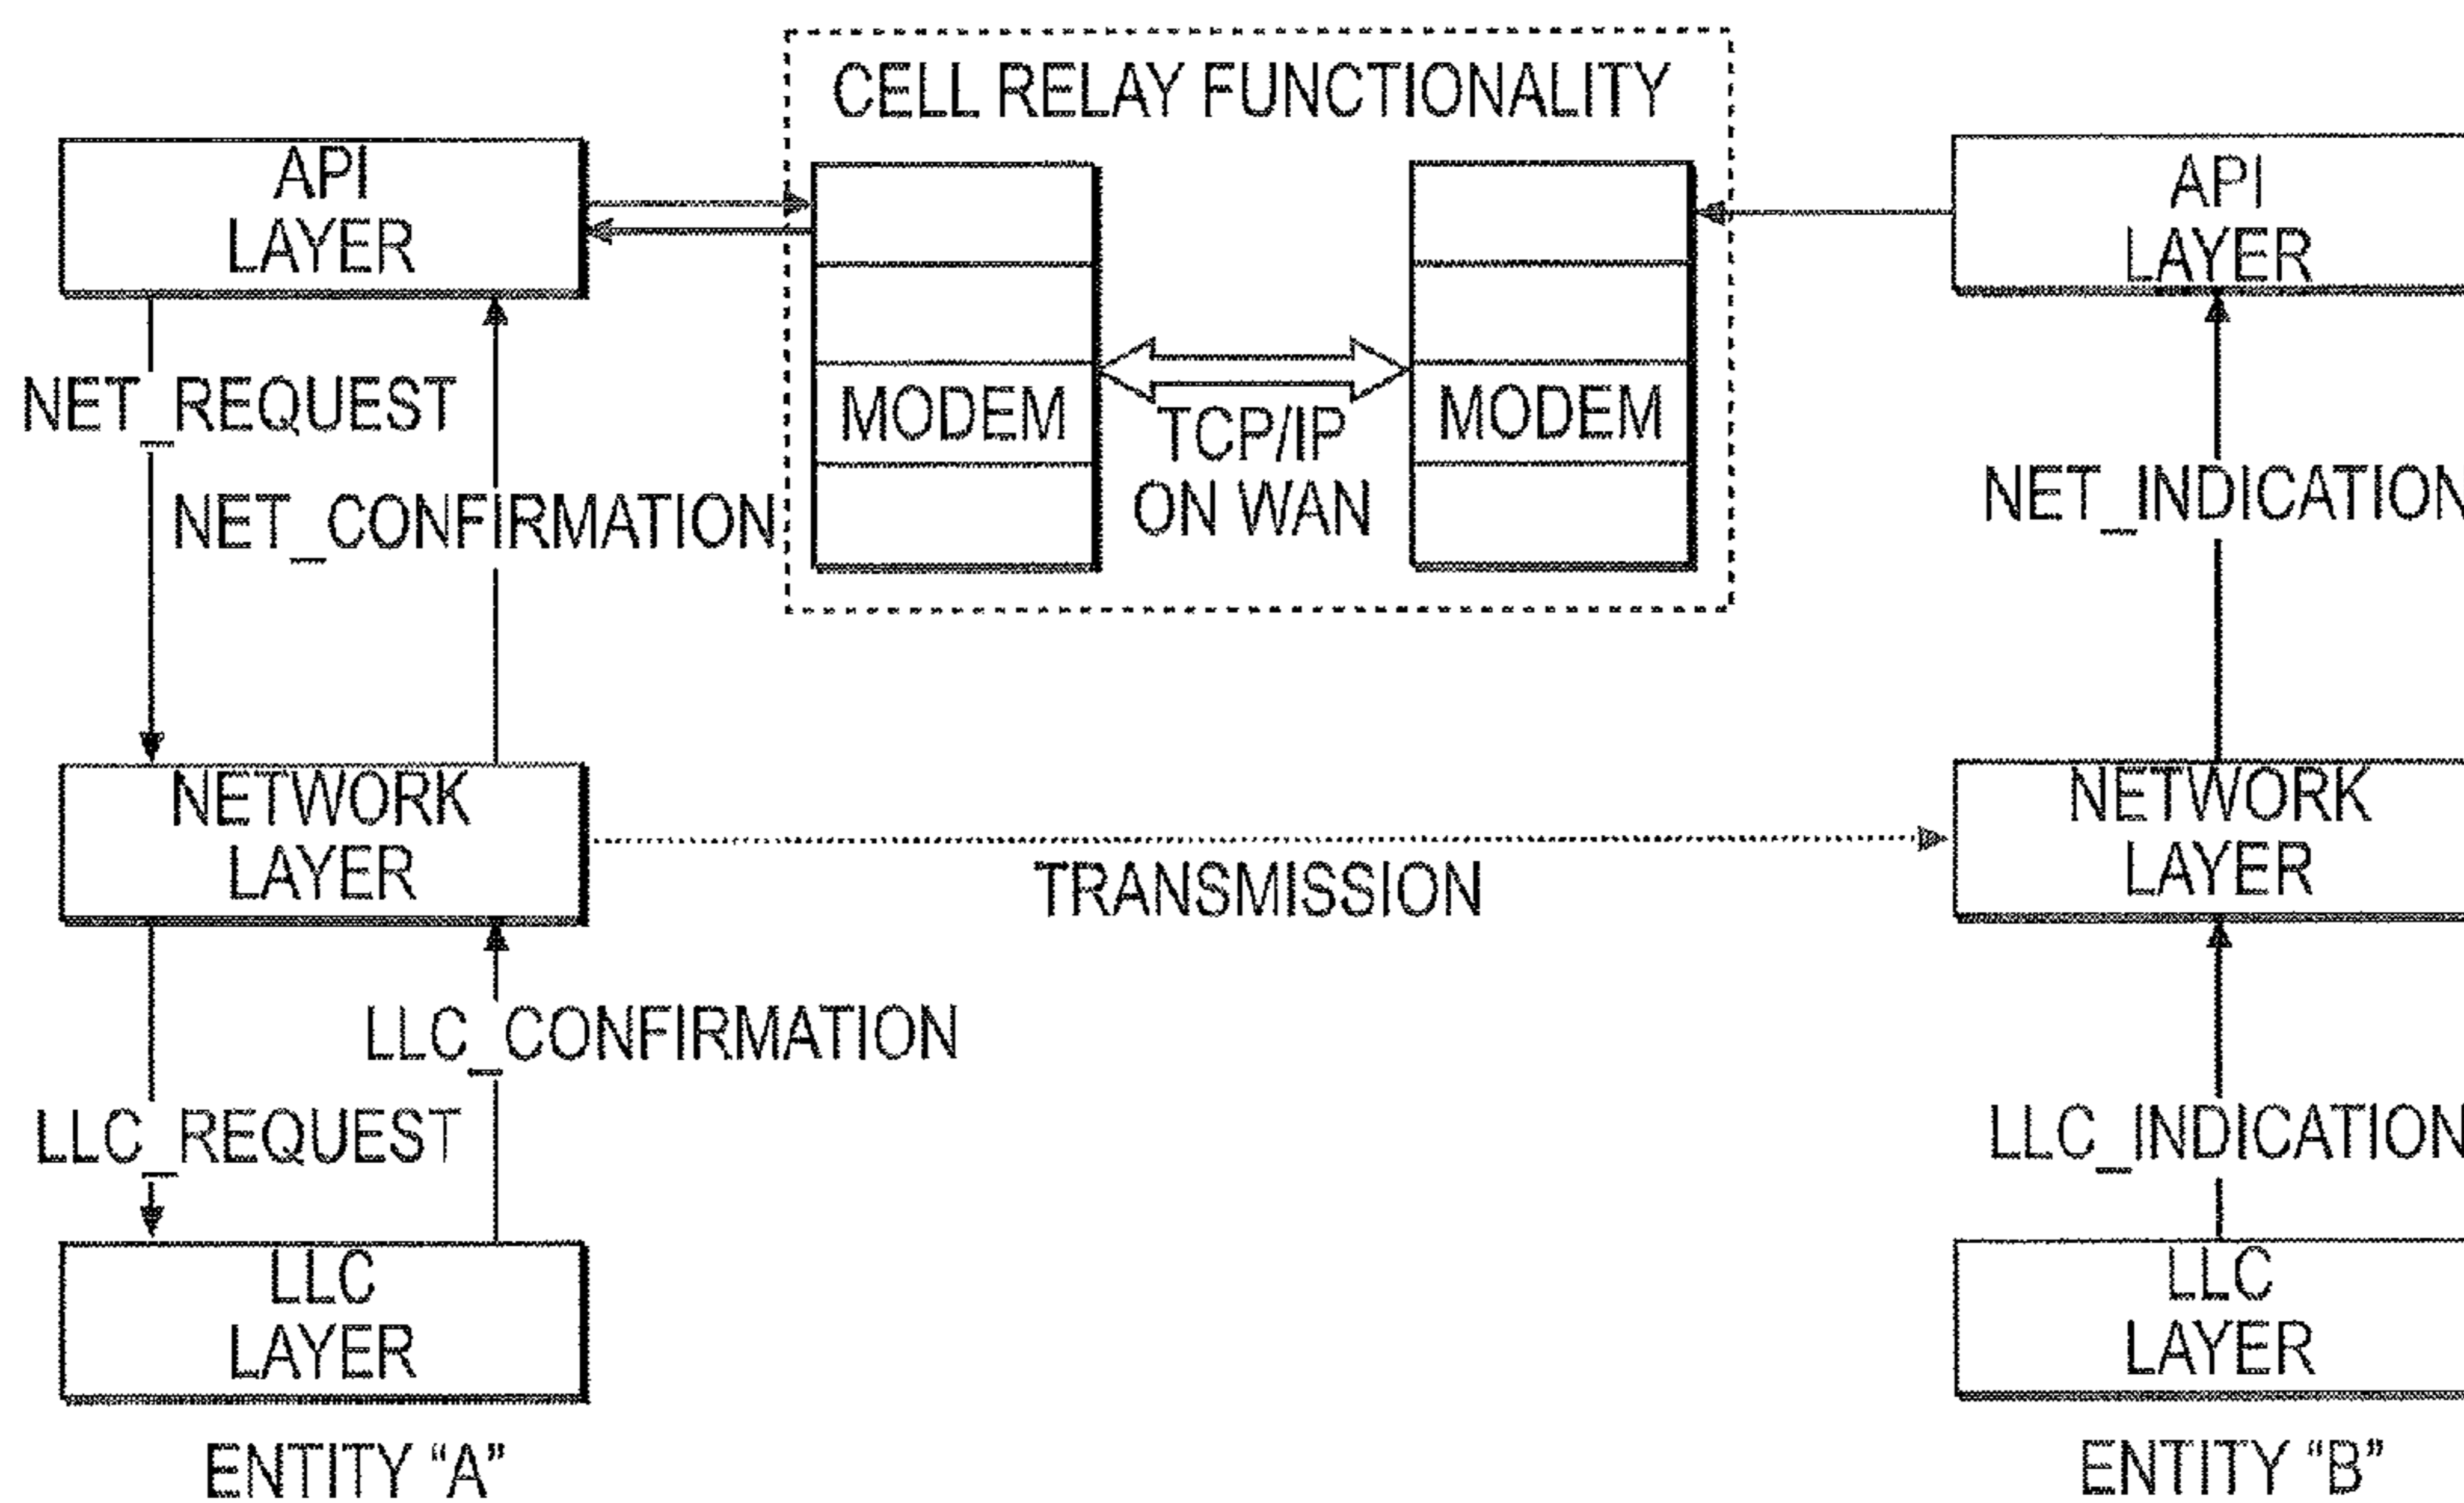 CELL RELAY FUNCTIONALITY
API
LAYER
API
LAYER
NET_REQUEST
MODEM
MODEM
TCP/IP
ON WAN
NET_CONFIRMATION
NET_INDICATION
NETWORK
LAYER
NETWORK
LAYER
TRANSMISSION
LLC_CONFIRMATION
LLC_REQUEST
LLC_INDICATION
LLC
LAYER
LLC
LAYER
ENTITY “A”
ENTITY “B”